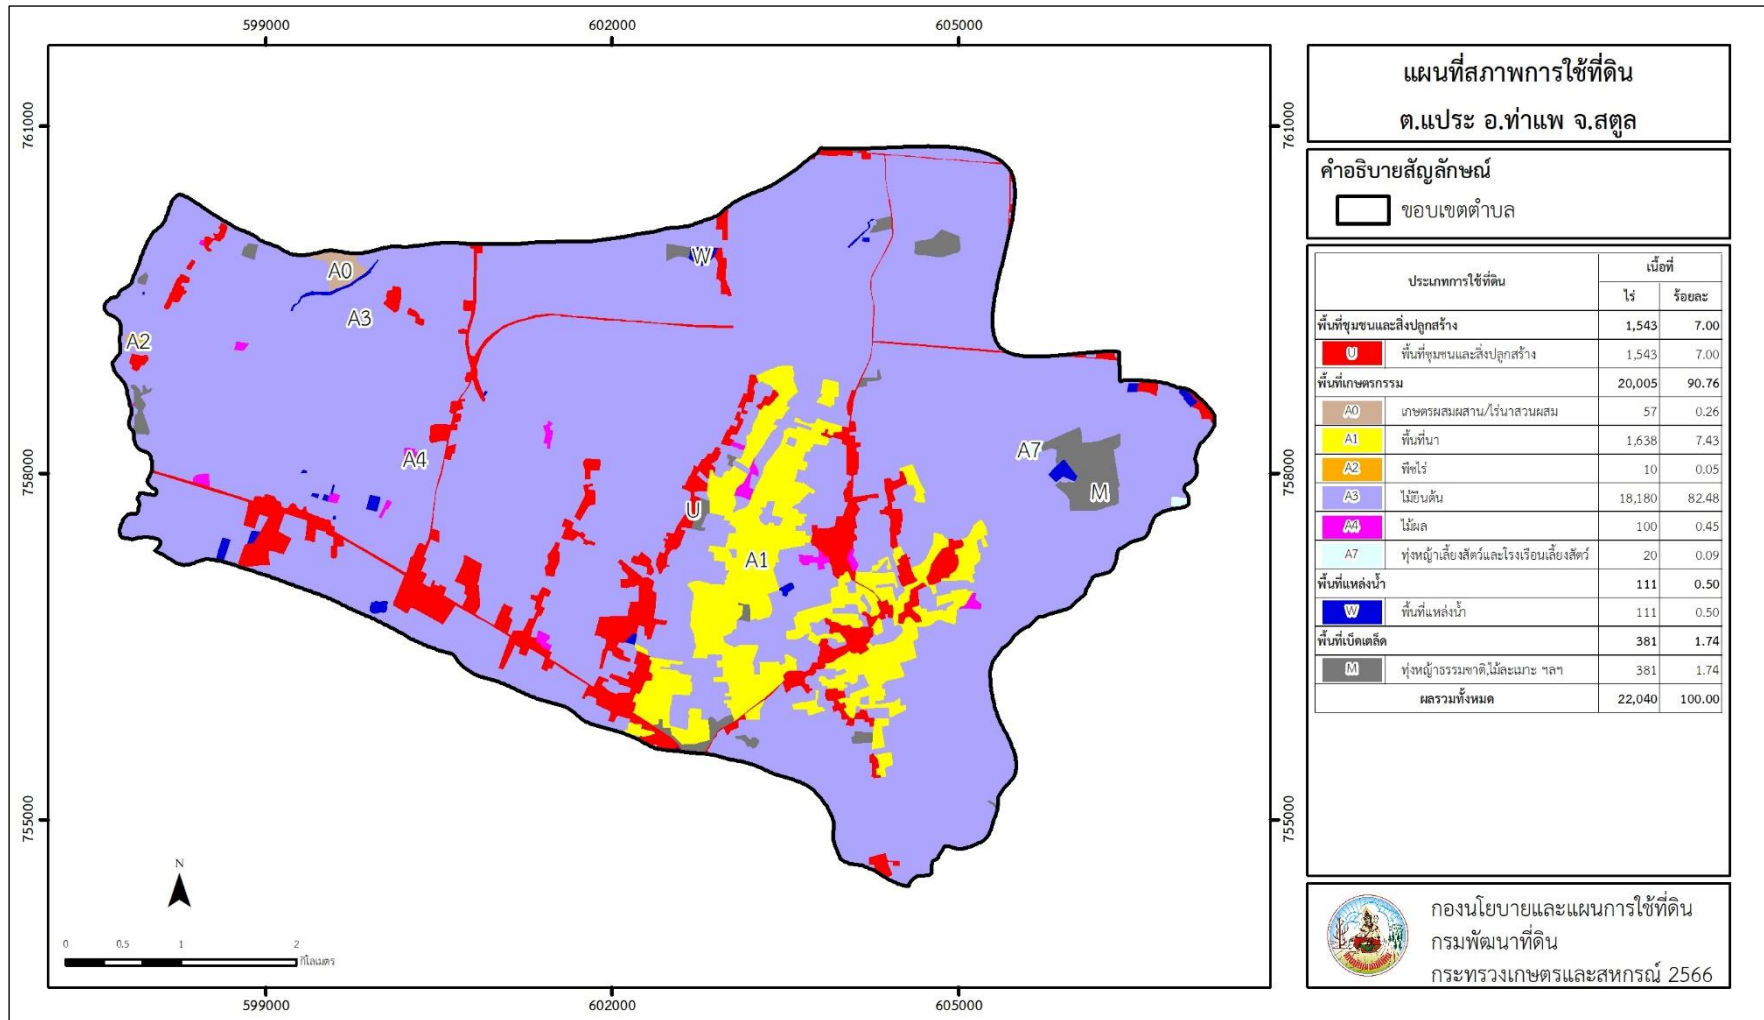 599000
602000
605000
761000
761000
758000
758000
755000
755000
A0
A3
A2
A4
W
U
A1
A7
M
N
0 0.5 1 2
กิโลเมตร
599000
602000
605000
แผนที่สภาพการใช้ที่ดิน
ต.แประ อ.ท่าแพ จ.สตูล
คำอธิบายสัญลักษณ์
ขอบเขตตำบล
ประเภทการใช้ที่ดิน เนื้อที่
ไร่ ร้อยละ
พื้นที่ชุมชนและสิ่งปลูกสร้าง 1,543 7.00
U พื้นที่ชุมชนและสิ่งปลูกสร้าง 1,543 7.00
พื้นที่เกษตรกรรม 20,005 90.76
A0 เกษตรผสมผสาน/ไร่นาสวนผสม 57 0.26
A1 พื้นที่นา 1,638 7.43
A2 พืชไร่ 10 0.05
A3 ไม้ยืนต้น 18,180 82.48
A4 ไม้ผล 100 0.45
A7 ทุ่งหญ้าเลี้ยงสัตว์และโรงเรือนเลี้ยงสัตว์ 20 0.09
พื้นที่แหล่งน้ำ 111 0.50
W พื้นที่แหล่งน้ำ 111 0.50
พื้นที่เบ็ดเตล็ด 381 1.74
M ทุ่งหญ้าธรรมชาติ,ไม้ละเมาะ ฯลฯ 381 1.74
ผลรวมทั้งหมด 22,040 100.00
กองนโยบายและแผนการใช้ที่ดิน
กรมพัฒนาที่ดิน
กระทรวงเกษตรและสหกรณ์ 2566